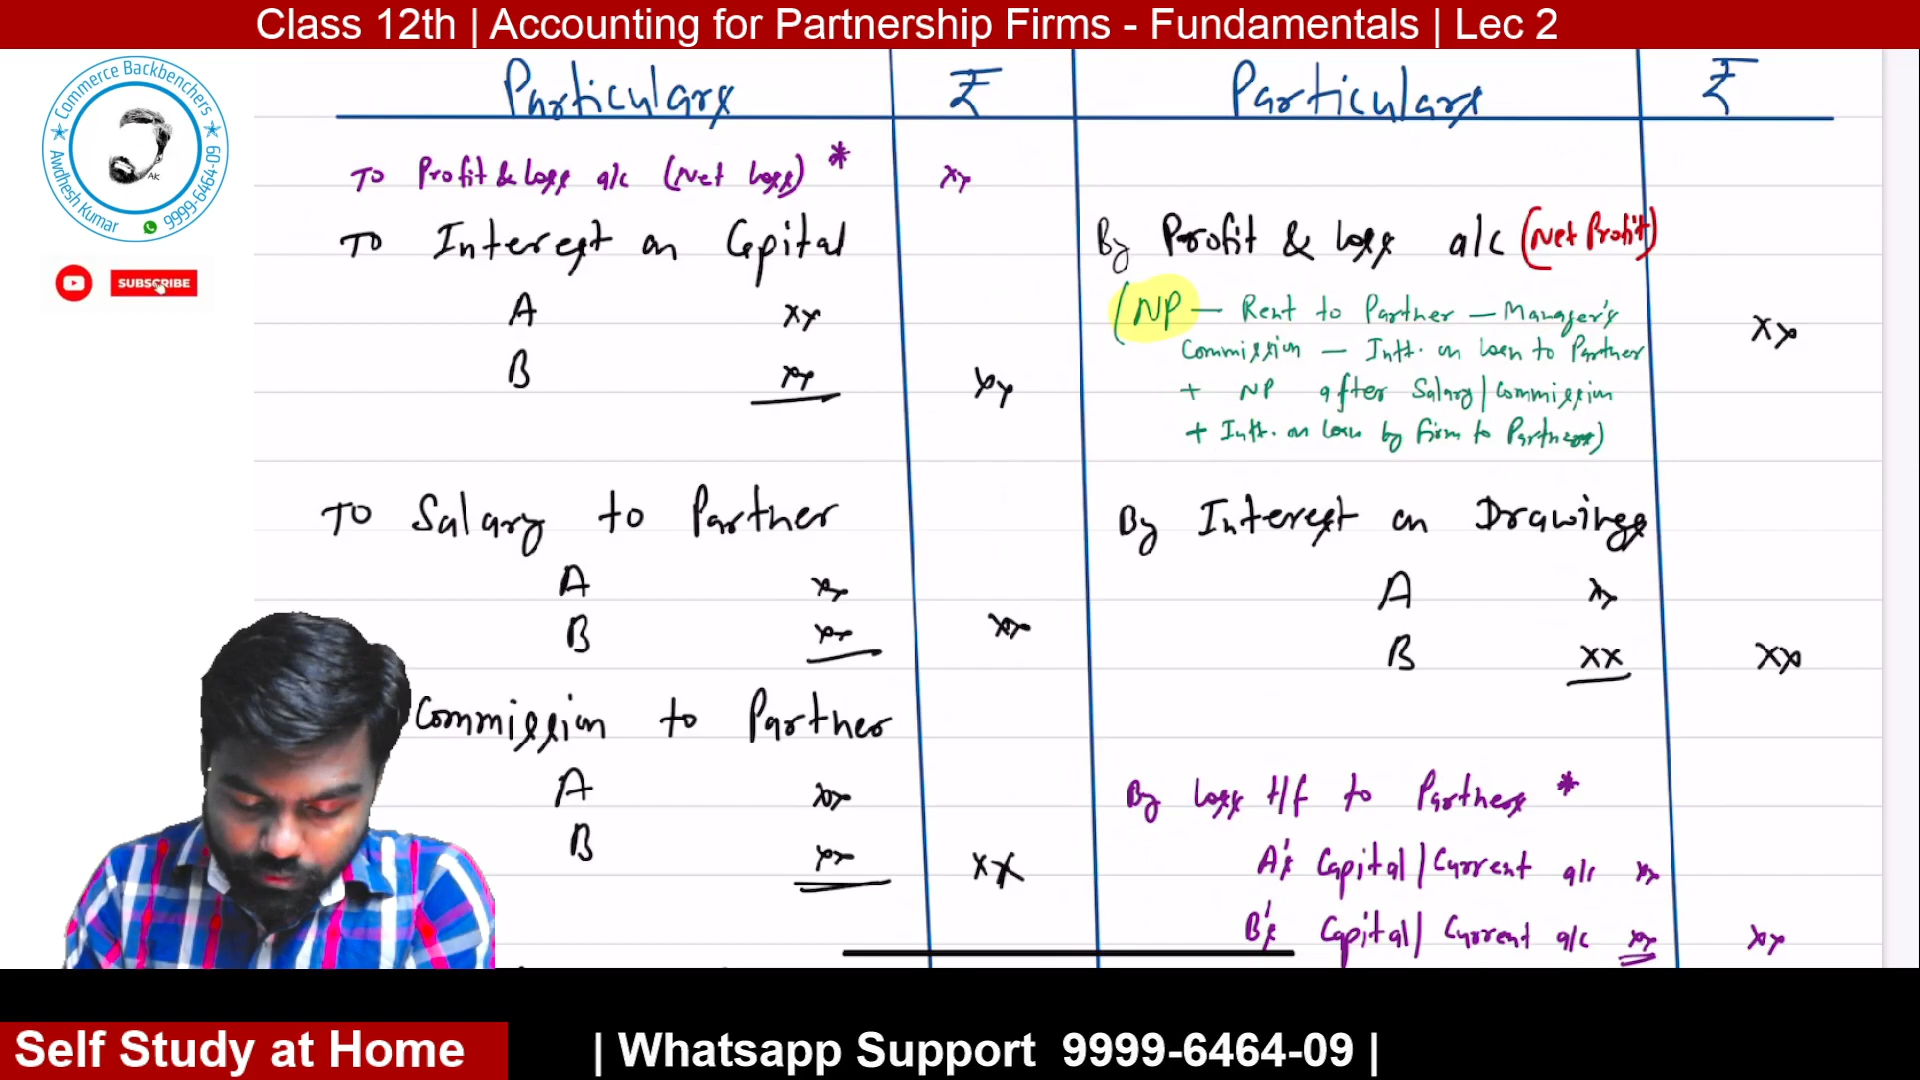 Class 12th | Accounting for Partnership Firms - Fundamentals | Lec 2
Commerce Backbenchers
AK
Awdhesh Kumar
9999-6464-09
SUBSCRIBE
Particulars ₹ Particulars ₹
To Profit & Loss a/c (Net Loss) * xx
To Interest on Capital
A xx
B xx xx
To Salary to Partner
A xx
B xx xx
Commission to Partner
A xx
B xx xx
By Profit & Loss a/c (Net Profit)
(NP — Rent to Partner — Manager's xx
Commission — Intt. on loan to Partner
+ NP after Salary/Commission
+ Intt. on loan by firm to Partners)
By Interest on Drawings
A xx
B xx xx
By Loss t/f to Partners *
A's Capital/Current a/c xx
B's Capital/Current a/c xx xx
Self Study at Home | Whatsapp Support 9999-6464-09 |